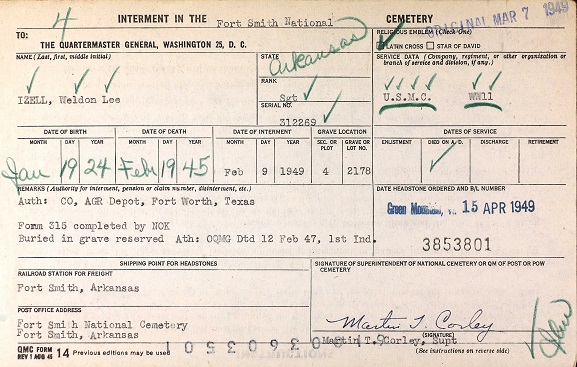 4
INTERMENT IN THE Fort Smith National CEMETERY
ORIGINAL MAR 7 1949
TO:
THE QUARTERMASTER GENERAL, WASHINGTON 25, D. C.
RELIGIOUS EMBLEM (Check One)
LATIN CROSS STAR OF DAVID
NAME (Last, first, middle initial)
IZELL, Weldon Lee
STATE
Arkansas
RANK
Sgt
SERIAL NO.
312269
SERVICE DATA (Company, regiment, or other organization or branch of service and division, if any.)
U.S.M.C. WW11
DATE OF BIRTH DATE OF DEATH DATE OF INTERMENT GRAVE LOCATION DATES OF SERVICE
MONTH DAY YEAR MONTH DAY YEAR MONTH DAY YEAR SEC. OR PLOT GRAVE OR LOT NO. ENLISTMENT DIED ON A. D. DISCHARGE RETIREMENT
Jan 19 24 Feb 19 45 Feb 9 1949 4 2178
REMARKS (Authority for interment, pension or claim number, disinterment, etc.)
Auth: CO, AGR Depot, Fort Worth, Texas
Form 315 completed by NOK
Buried in grave reserved Ath: OQMG Dtd 12 Feb 47, 1st Ind.
DATE HEADSTONE ORDERED AND B/L NUMBER
15 APR 1949
3853801
SHIPPING POINT FOR HEADSTONES
RAILROAD STATION FOR FREIGHT
Fort Smith, Arkansas
POST OFFICE ADDRESS
Fort Smith National Cemetery
Fort Smith, Arkansas
SIGNATURE OF SUPERINTENDENT OF NATIONAL CEMETERY OR QM OF POST OR POW CEMETERY
Martin T. Corley
(SIGNATURE)
Martin T. Corley, Supt
(See instructions on reverse side)
QMC FORM REV 1 AUG 45 14 Previous editions may be used